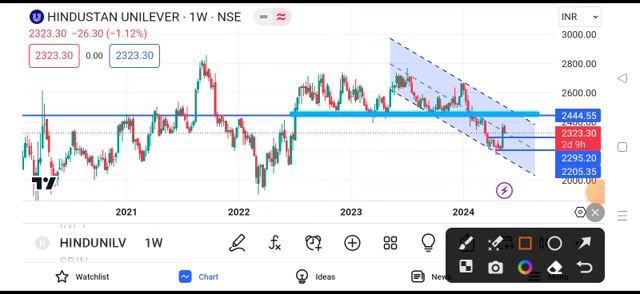 HINDUSTAN UNILEVER · 1W · NSE
INR
2323.30 −26.30 (−1.12%)
2323.30 0.00 2323.30
3000.00
2800.00
2600.00
2444.55
2323.30
2d 9h
2295.20
2205.35
2000.00
2021 2022 2023 2024
HINDUNILV 1W
Watchlist Chart Ideas News